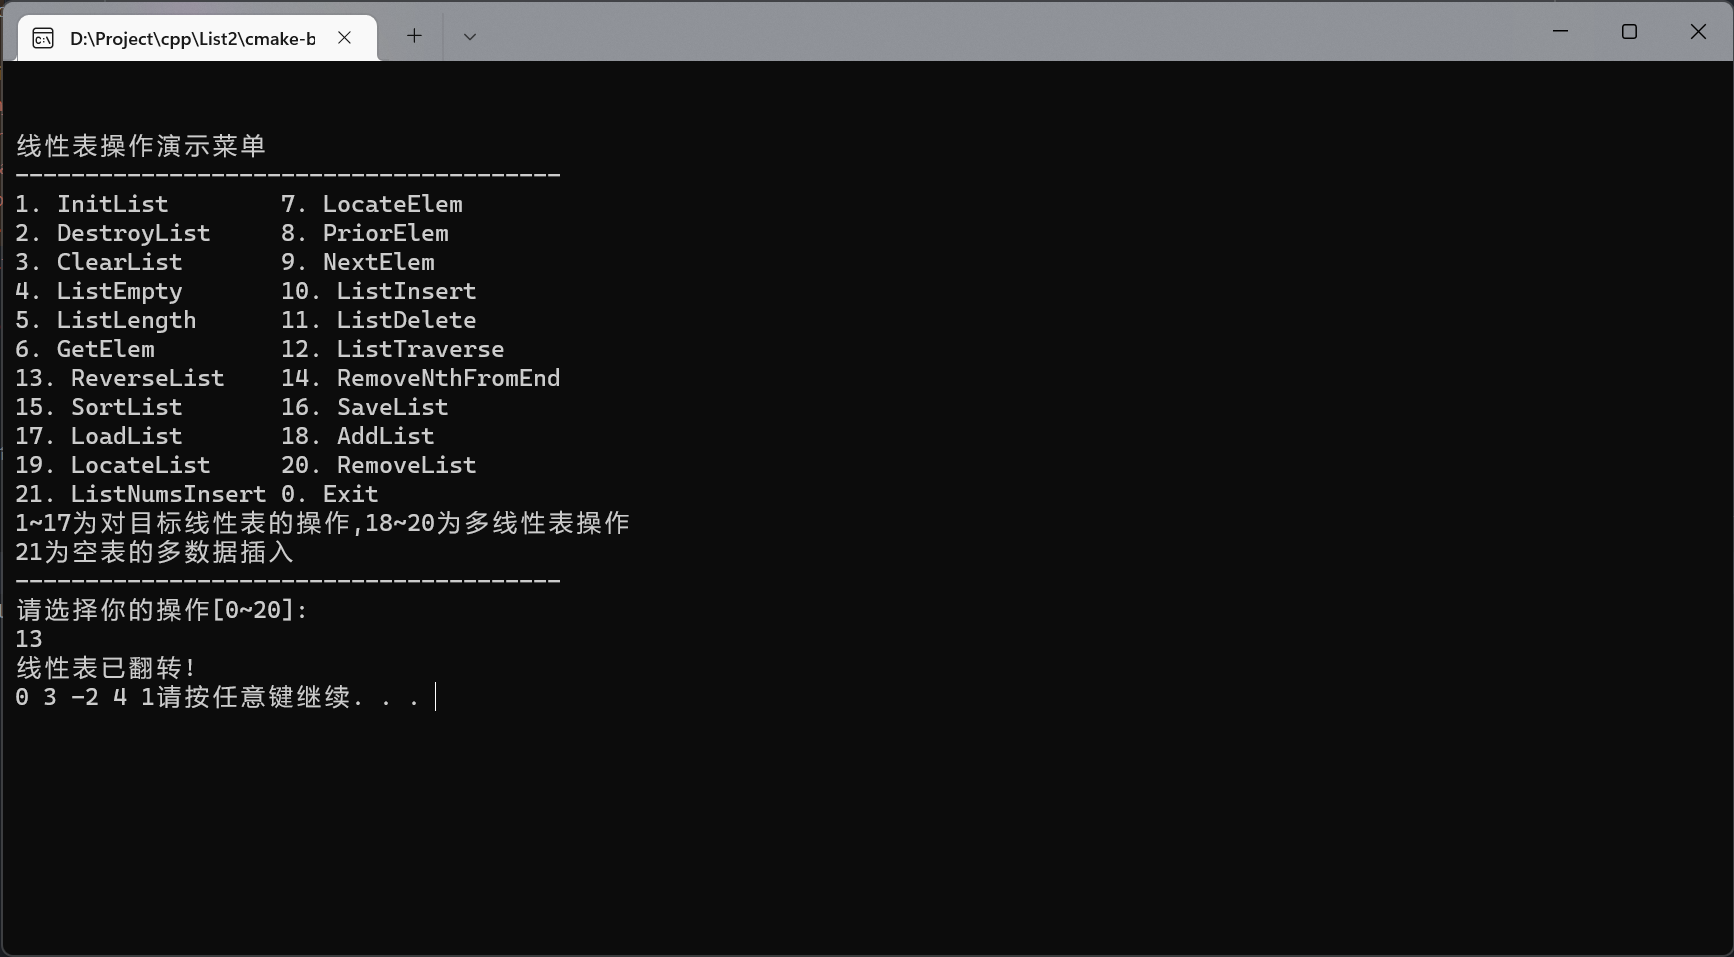 D:\Project\cpp\List2\cmake-b
线性表操作演示菜单
---------------------------------------
1. InitList 7. LocateElem
2. DestroyList 8. PriorElem
3. ClearList 9. NextElem
4. ListEmpty 10. ListInsert
5. ListLength 11. ListDelete
6. GetElem 12. ListTraverse
13. ReverseList 14. RemoveNthFromEnd
15. SortList 16. SaveList
17. LoadList 18. AddList
19. LocateList 20. RemoveList
21. ListNumsInsert 0. Exit
1~17为对目标线性表的操作,18~20为多线性表操作
21为空表的多数据插入
---------------------------------------
请选择你的操作[0~20]:
13
线性表已翻转!
0 3 -2 4 1请按任意键继续. . .